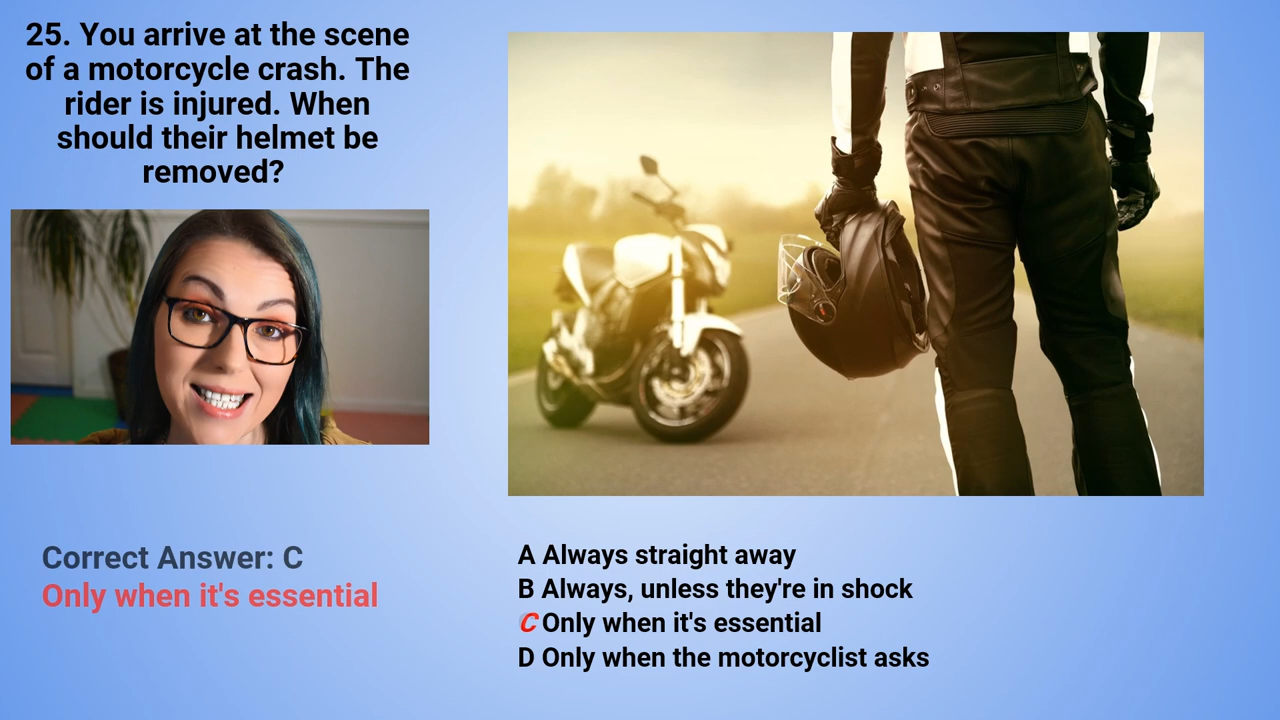 25. You arrive at the scene
of a motorcycle crash. The
rider is injured. When
should their helmet be
removed?
Correct Answer: C
Only when it's essential
A Always straight away
B Always, unless they're in shock
C Only when it's essential
D Only when the motorcyclist asks